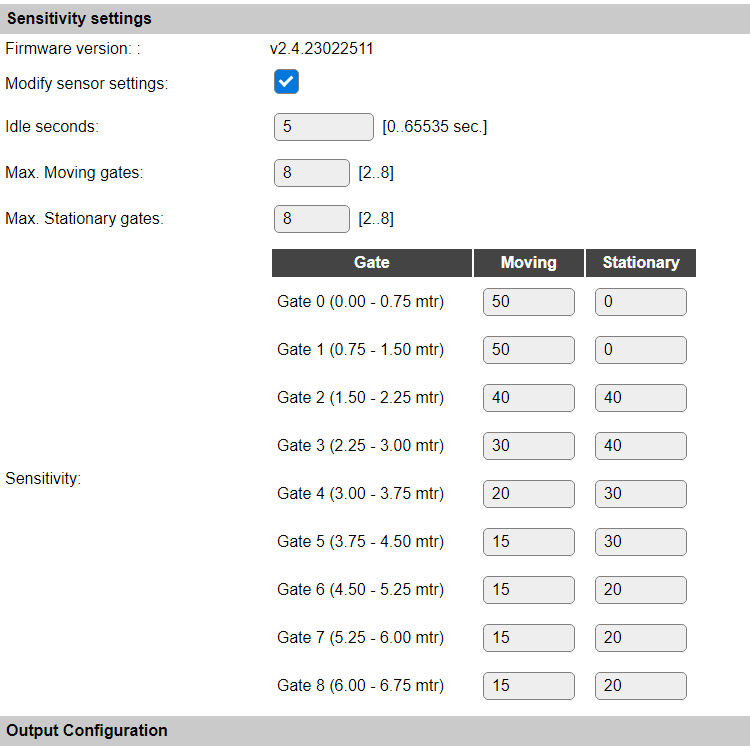 Sensitivity settings
Firmware version: : v2.4.23022511
Modify sensor settings:
Idle seconds: 5 [0..65535 sec.]
Max. Moving gates: 8 [2..8]
Max. Stationary gates: 8 [2..8]
Gate Moving Stationary
Gate 0 (0.00 - 0.75 mtr) 50 0
Gate 1 (0.75 - 1.50 mtr) 50 0
Gate 2 (1.50 - 2.25 mtr) 40 40
Gate 3 (2.25 - 3.00 mtr) 30 40
Sensitivity:
Gate 4 (3.00 - 3.75 mtr) 20 30
Gate 5 (3.75 - 4.50 mtr) 15 30
Gate 6 (4.50 - 5.25 mtr) 15 20
Gate 7 (5.25 - 6.00 mtr) 15 20
Gate 8 (6.00 - 6.75 mtr) 15 20
Output Configuration